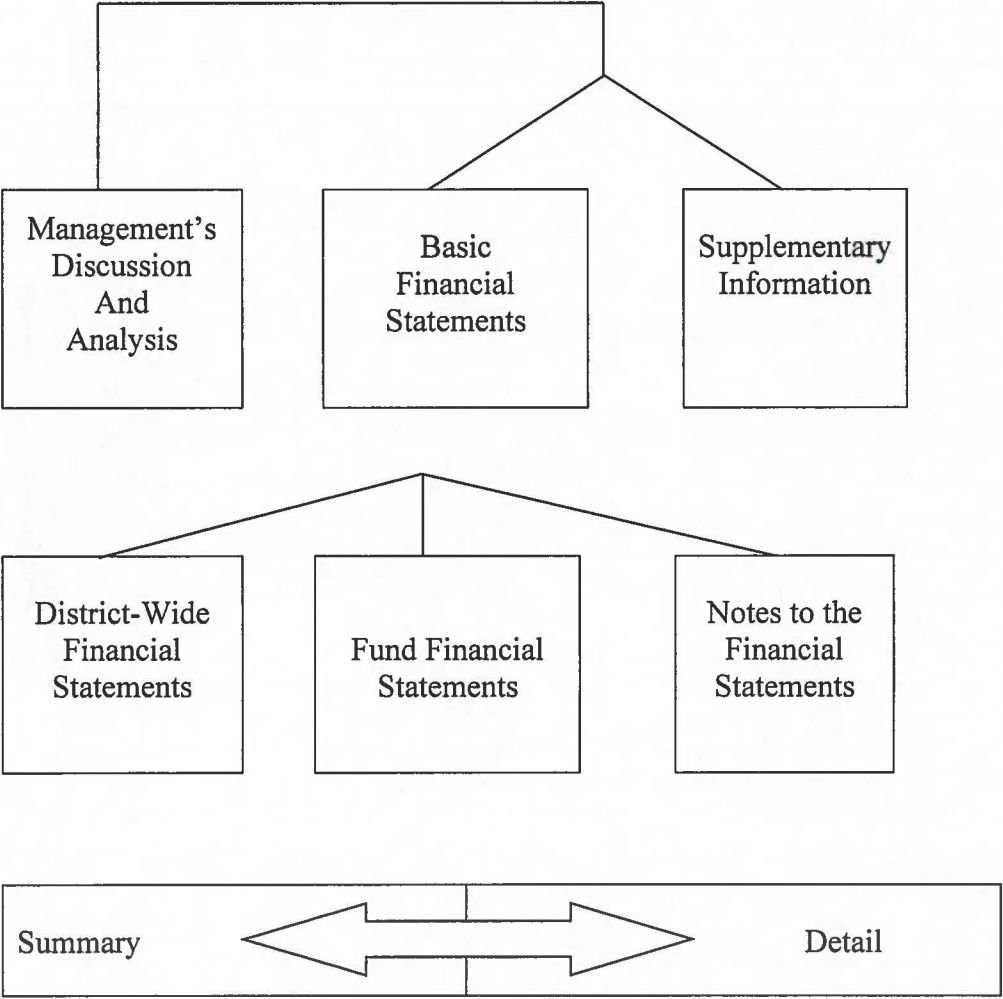 Management's
Discussion
And
Analysis
Basic
Financial
Statements
Supplementary
Information
District-Wide
Financial
Statements
Fund Financial
Statements
Notes to the
Financial
Statements
Summary
Detail